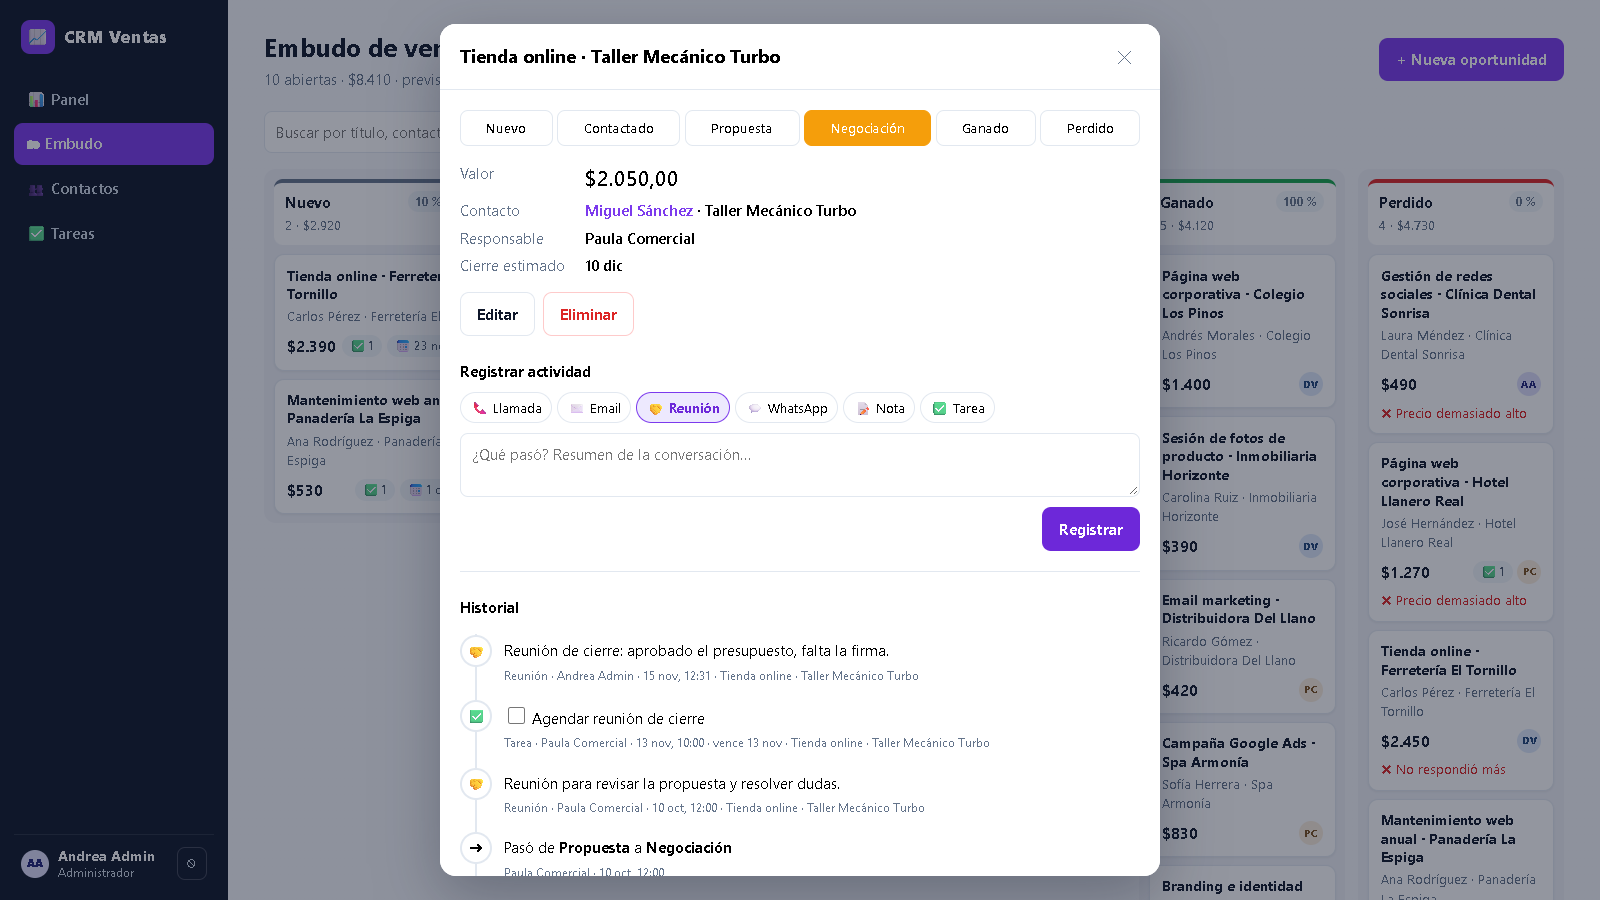 CRM Ventas
Panel
Embudo
Contactos
Tareas
AA
Andrea Admin
Administrador
Embudo de ver
10 abiertas · $8.410 · previs
Buscar por título, contact
+ Nueva oportunidad
Nuevo
10 %
2 · $2.920
Tienda online · Ferreter
Tornillo
Carlos Pérez · Ferretería El
$2.390
1
23 n
Mantenimiento web an
Panadería La Espiga
Ana Rodríguez · Panadería
Espiga
$530
1
1 d
Tienda online · Taller Mecánico Turbo
Nuevo
Contactado
Propuesta
Negociación
Ganado
Perdido
Valor
$2.050,00
Contacto
Miguel Sánchez · Taller Mecánico Turbo
Responsable
Paula Comercial
Cierre estimado
10 dic
Editar
Eliminar
Registrar actividad
Llamada
Email
Reunión
WhatsApp
Nota
Tarea
¿Qué pasó? Resumen de la conversación...
Registrar
Historial
Reunión de cierre: aprobado el presupuesto, falta la firma.
Reunión · Andrea Admin · 15 nov, 12:31 · Tienda online · Taller Mecánico Turbo
Agendar reunión de cierre
Tarea · Paula Comercial · 13 nov, 10:00 · vence 13 nov · Tienda online · Taller Mecánico Turbo
Reunión para revisar la propuesta y resolver dudas.
Reunión · Paula Comercial · 10 oct, 12:00 · Tienda online · Taller Mecánico Turbo
Pasó de Propuesta a Negociación
Paula Comercial · 10 oct, 12:00
Ganado
100 %
5 · $4.120
Página web
corporativa · Colegio
Los Pinos
Andrés Morales · Colegio
Los Pinos
$1.400
DV
Sesión de fotos de
producto · Inmobiliaria
Horizonte
Carolina Ruiz · Inmobiliaria
Horizonte
$390
DV
Email marketing ·
Distribuidora Del Llano
Ricardo Gómez ·
Distribuidora Del Llano
$420
PC
Campaña Google Ads ·
Spa Armonía
Sofía Herrera · Spa
Armonía
$830
PC
Branding e identidad
Perdido
0 %
4 · $4.730
Gestión de redes
sociales · Clínica Dental
Sonrisa
Laura Méndez · Clínica
Dental Sonrisa
$490
AA
Precio demasiado alto
Página web
corporativa · Hotel
Llanero Real
José Hernández · Hotel
Llanero Real
$1.270
1
PC
Precio demasiado alto
Tienda online ·
Ferretería El Tornillo
Carlos Pérez · Ferretería El
Tornillo
$2.450
DV
No respondió más
Mantenimiento web
anual · Panadería La
Espiga
Ana Rodríguez · Panadería
La Espiga